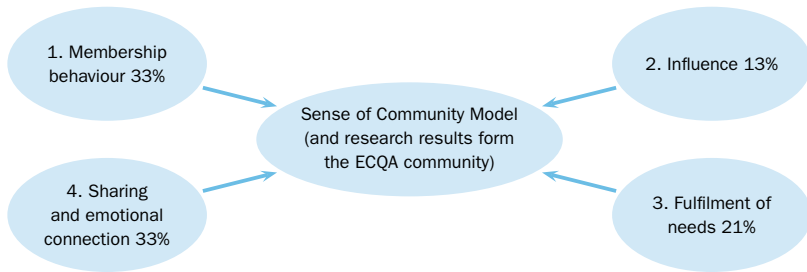 1. Membership
behaviour 33%
2. Influence 13%
Sense of Community Model
(and research results form
the ECQA community)
4. Sharing
and emotional
connection 33%
3. Fulfilment of
needs 21%